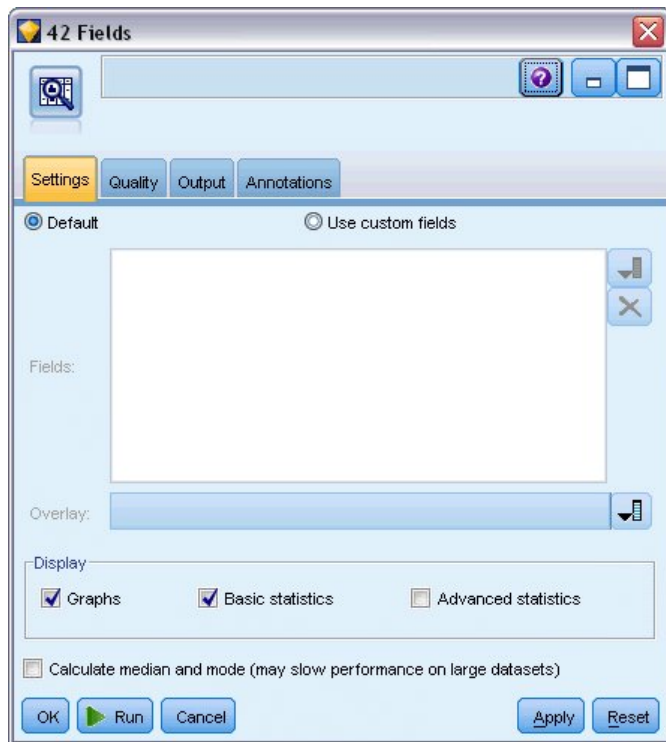 42 Fields
?
Settings Quality Output Annotations
Default Use custom fields
Fields:
Overlay:
Display
Graphs Basic statistics Advanced statistics
Calculate median and mode (may slow performance on large datasets)
OK Run Cancel Apply Reset